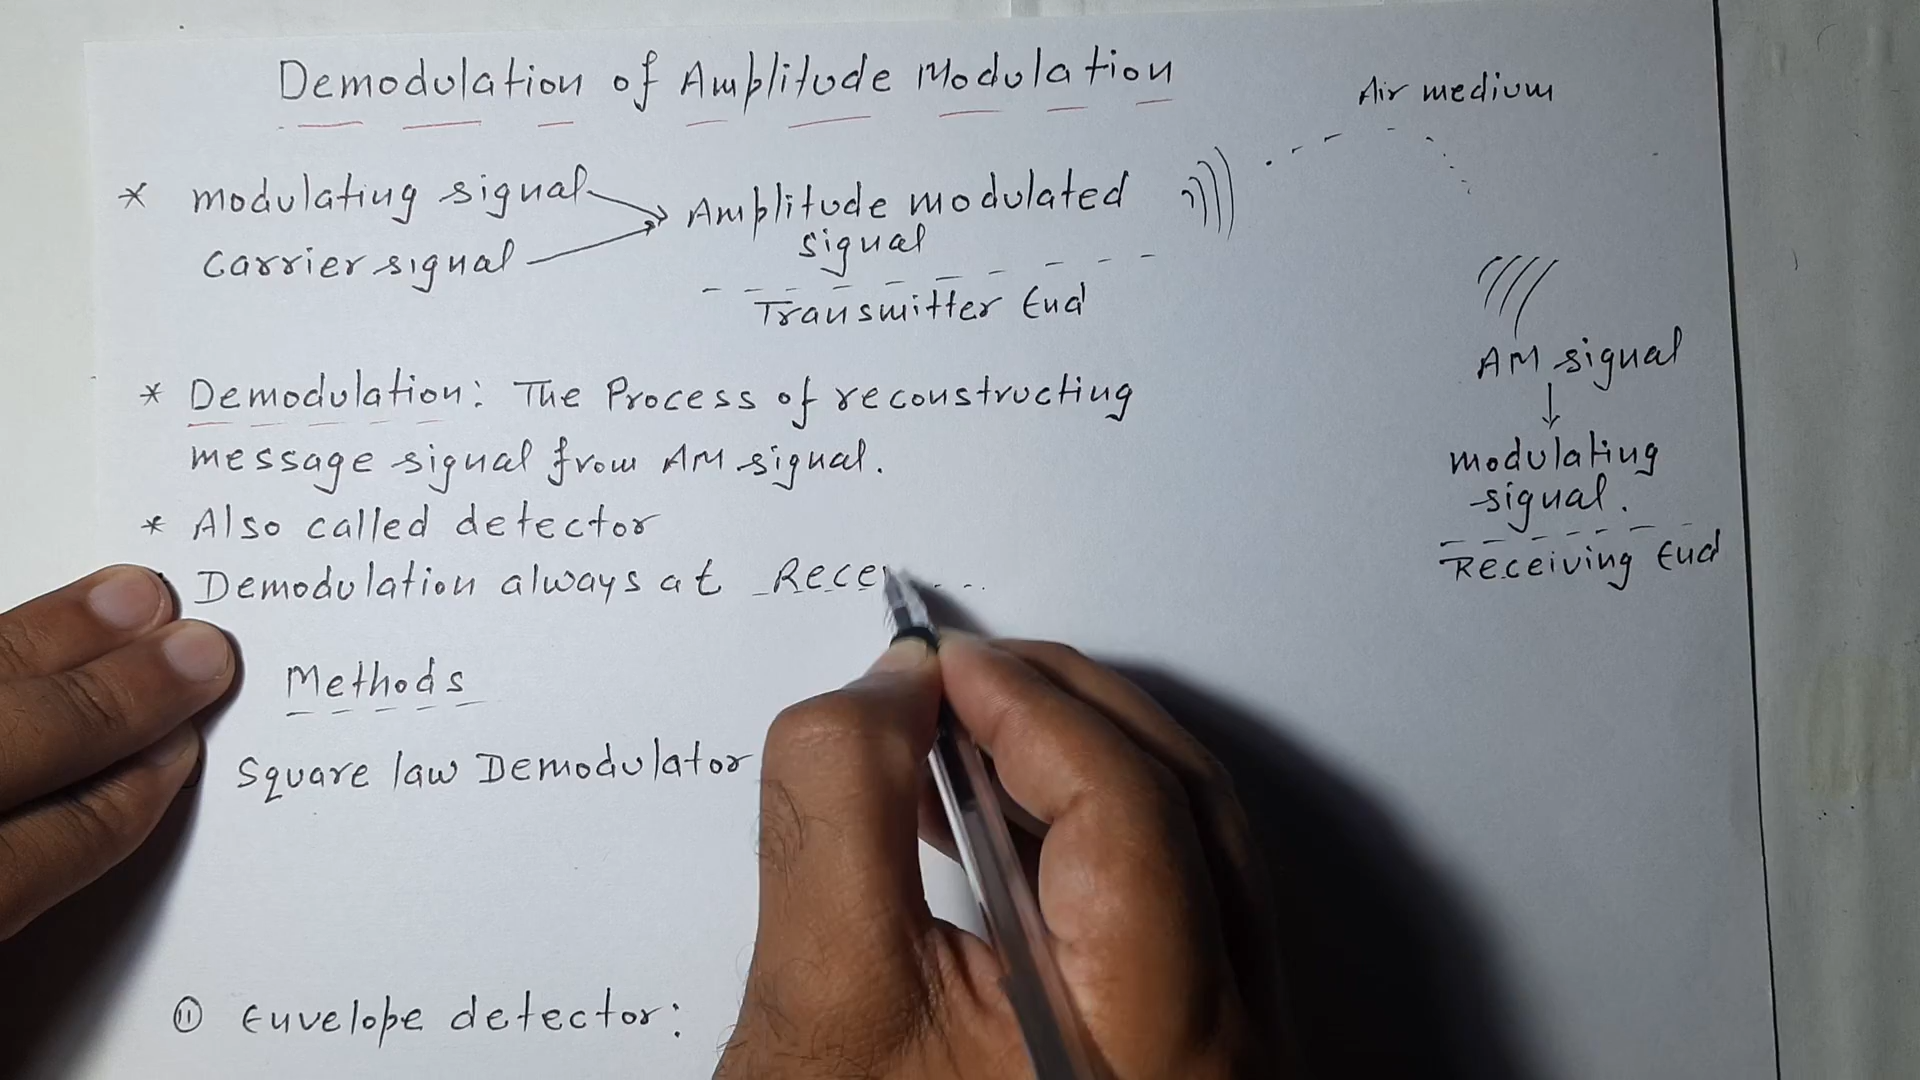 Demodulation of Amplitude Modulation
Air medium
* modulating signal
carrier signal
Amplitude modulated
signal
Transmitter End
AM signal
modulating
signal.
Receiving End
* Demodulation: The Process of reconstructing
message signal from AM signal.
* Also called detector
Demodulation always at Rece
Methods
Square law Demodulator
(ii) Envelope detector: